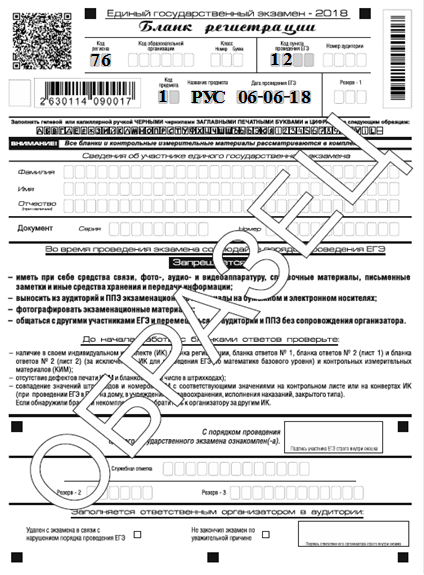 Единый государственный экзамен - 2018
Бланк регистрации
Код региона Код образовательной организации Класс Номер Буква Код пункта проведения ЕГЭ Номер аудитории
76 12
Код предмета Название предмета Дата проведения ЕГЭ Резерв - 1
1 РУС 06-06-18
2 630114 090017
Заполнять гелевой или капиллярной ручкой ЧЕРНЫМИ чернилами ЗАГЛАВНЫМИ ПЕЧАТНЫМИ БУКВАМИ и ЦИФРАМИ по следующим образцам:
ВНИМАНИЕ! Все бланки и контрольные измерительные материалы рассматриваются в комплекте
Сведения об участнике единого государственного экзамена
Фамилия
Имя
Отчество
Документ Серия Номер
Во время проведения экзамена соблюдайте порядок проведения ЕГЭ
Запрещается
– иметь при себе средства связи, фото-, аудио- и видеоаппаратуру, справочные материалы, письменные
заметки и иные средства хранения и передачи информации;
– выносить из аудиторий и ППЭ экзаменационные материалы на бумажном и электронном носителях;
– фотографировать экзаменационные материалы
– общаться с другими участниками ЕГЭ и перемещаться по аудитории и ППЭ без сопровождения организатора.
До начала работы с бланками ответов проверьте:
– наличие в своем индивидуальном комплекте (ИК) бланка регистрации, бланка ответов № 1, бланка ответов № 2 (лист 1) и бланка
ответов № 2 (лист 2) (за исключением ИК для проведения ЕГЭ по математике базового уровня) и контрольных измерительных
материалов (КИМ);
– отсутствие дефектов печати КИМ и бланков (в том числе в штрихкодах);
– совпадение значений штрихкодов и номеров с соответствующими значениями на контрольном листе или на конвертах ИК
(при проведении ЕГЭ в ППЭ на дому, в учреждениях здравоохранения, исполнения наказаний, закрытого типа).
Если обнаружили брак или некомплектность, обратитесь к организатору за другим ИК.
С порядком проведения
единого государственного экзамена ознакомлен(-а).
Подпись участника ЕГЭ строго внутри окошка
Служебная отметка
Резерв - 2 Резерв - 3
Заполняется ответственным организатором в аудитории:
Удален с экзамена в связи с нарушением порядка проведения ЕГЭ
Не закончил экзамен по уважительной причине
Подпись ответственного организатора строго внутри окошка
ОБРАЗЕЦ